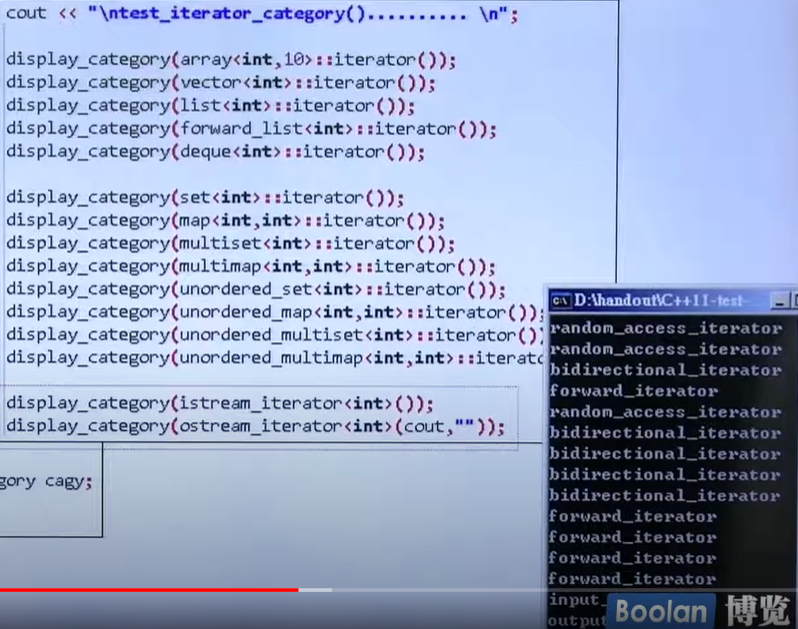 cout << "\ntest_iterator_category().......... \n";
display_category(array<int,10>::iterator());
display_category(vector<int>::iterator());
display_category(list<int>::iterator());
display_category(forward_list<int>::iterator());
display_category(deque<int>::iterator());
display_category(set<int>::iterator());
display_category(map<int,int>::iterator());
display_category(multiset<int>::iterator());
display_category(multimap<int,int>::iterator());
display_category(unordered_set<int>::iterator());
display_category(unordered_map<int,int>::iterator());
display_category(unordered_multiset<int>::iterator()
display_category(unordered_multimap<int,int>::iterato
display_category(istream_iterator<int>());
display_category(ostream_iterator<int>(cout,""));
gory cagy;
D:\handout\C++11-test-
random_access_iterator
random_access_iterator
bidirectional_iterator
forward_iterator
random_access_iterator
bidirectional_iterator
bidirectional_iterator
bidirectional_iterator
bidirectional_iterator
forward_iterator
forward_iterator
forward_iterator
forward_iterator
input_
output
Boolan 博览